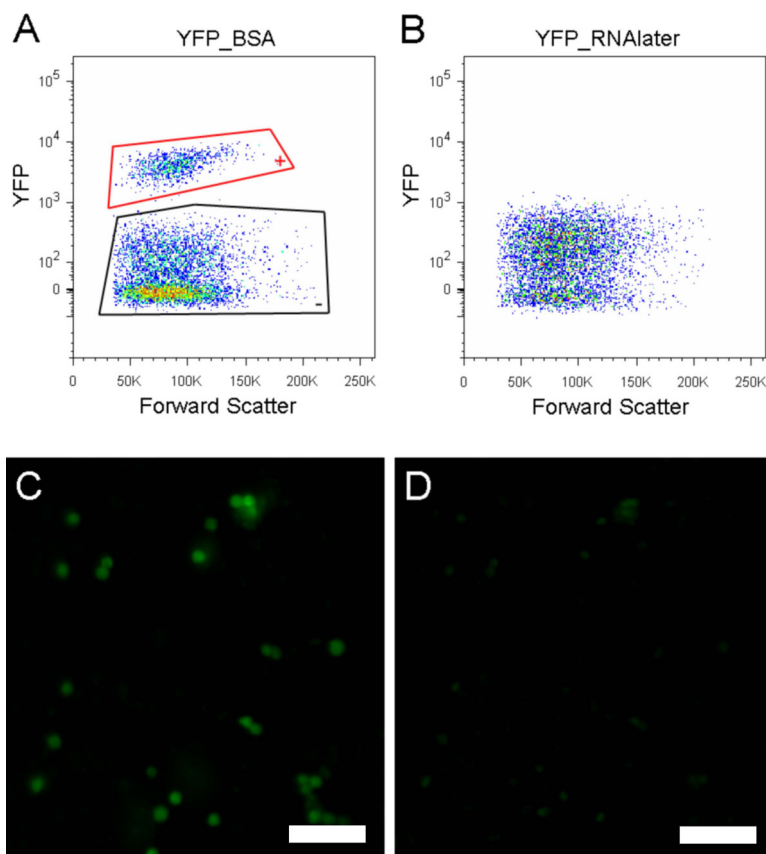 A
YFP_BSA
B
YFP_RNAlater
YFP
10⁵
10⁴
10³
10²
0
+
-
0
50K
100K
150K
200K
250K
Forward Scatter
YFP
10⁵
10⁴
10³
10²
0
0
50K
100K
150K
200K
250K
Forward Scatter
C
D